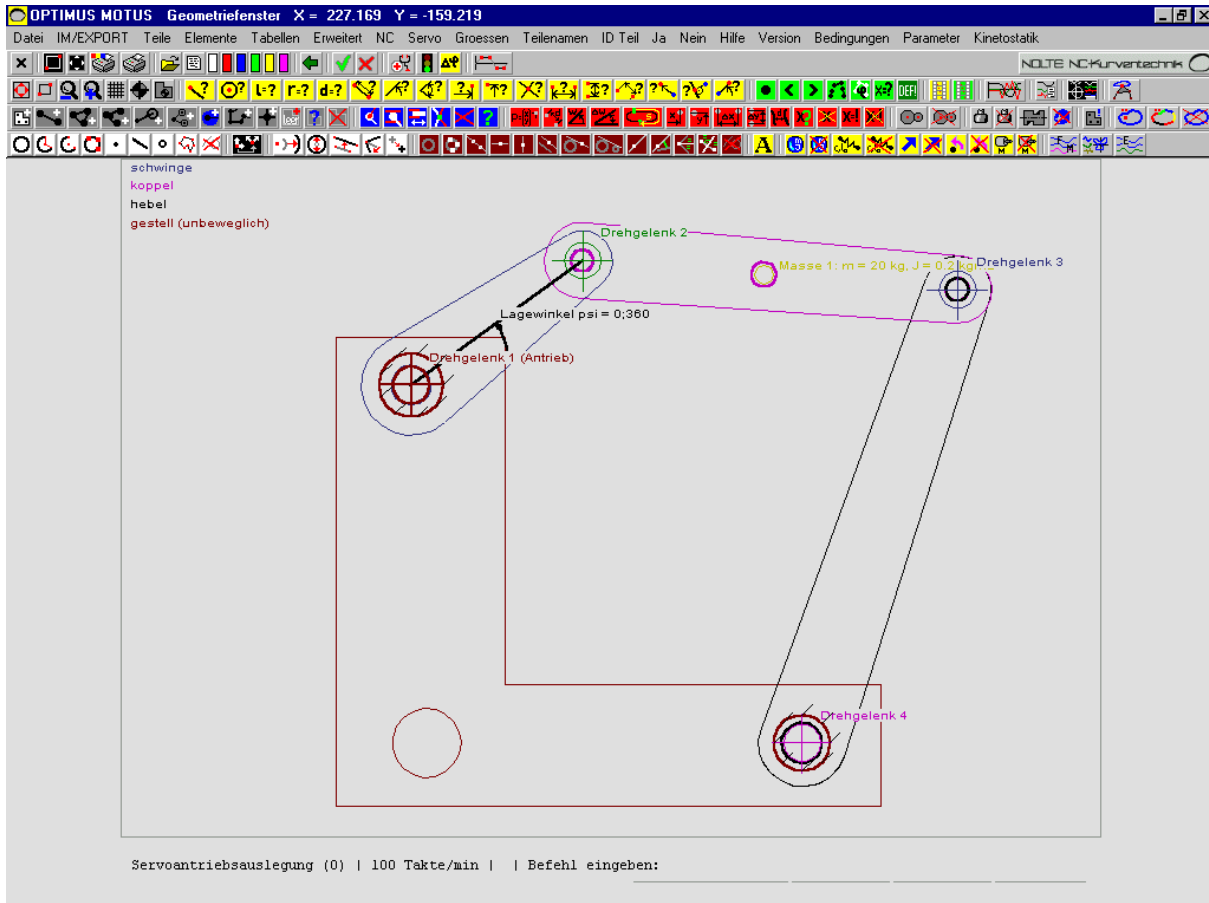 OPTIMUS MOTUS Geometriefenster X = 227.169 Y = -159.219
Datei IM/EXPORT Teile Elemente Tabellen Erweitert NC Servo Groessen Teilenamen ID Teil Ja Nein Hilfe Version Bedingungen Parameter Kinetostatik
NOLTE NC-Kurventechnik
schwinge
koppel
hebel
gestell (unbeweglich)
Drehgelenk 2
Masse 1: m = 20 kg, J = 0.2
Drehgelenk 3
Lagewinkel psi = 0;360
Drehgelenk 1 (Antrieb)
Drehgelenk 4
Servoantriebsauslegung (0) | 100 Takte/min | | Befehl eingeben: